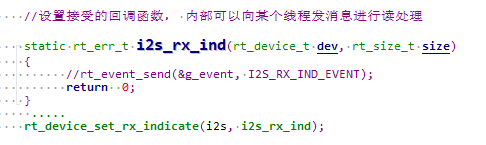 //设置接受的回调函数, 内部可以向某个线程发消息进行读处理
static rt_err_t i2s_rx_ind(rt_device_t dev, rt_size_t size)
{
//rt_event_send(&g_event, I2S_RX_IND_EVENT);
return 0;
}
.....
rt_device_set_rx_indicate(i2s, i2s_rx_ind);